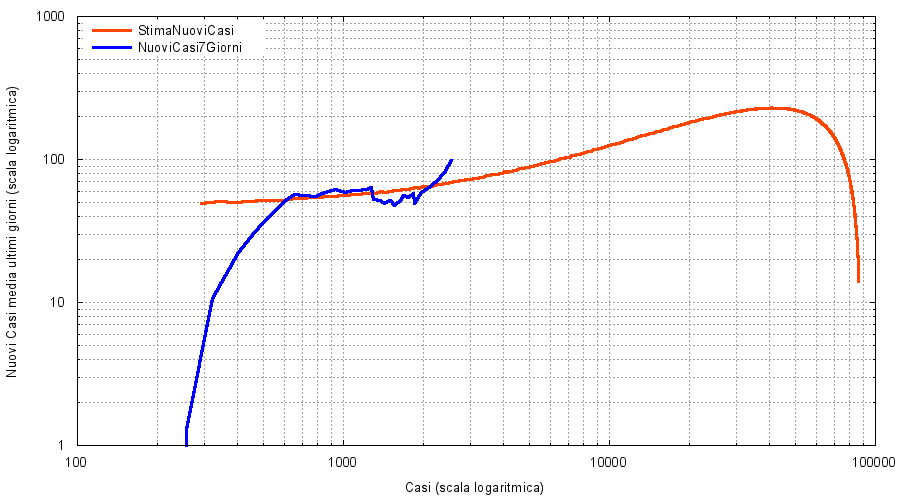 1000
StimaNuoviCasi
NuoviCasi7Giorni
100
10
1
Nuovi Casi media ultimi giorni (scala logaritmica)
100
1000
10000
100000
Casi (scala logaritmica)